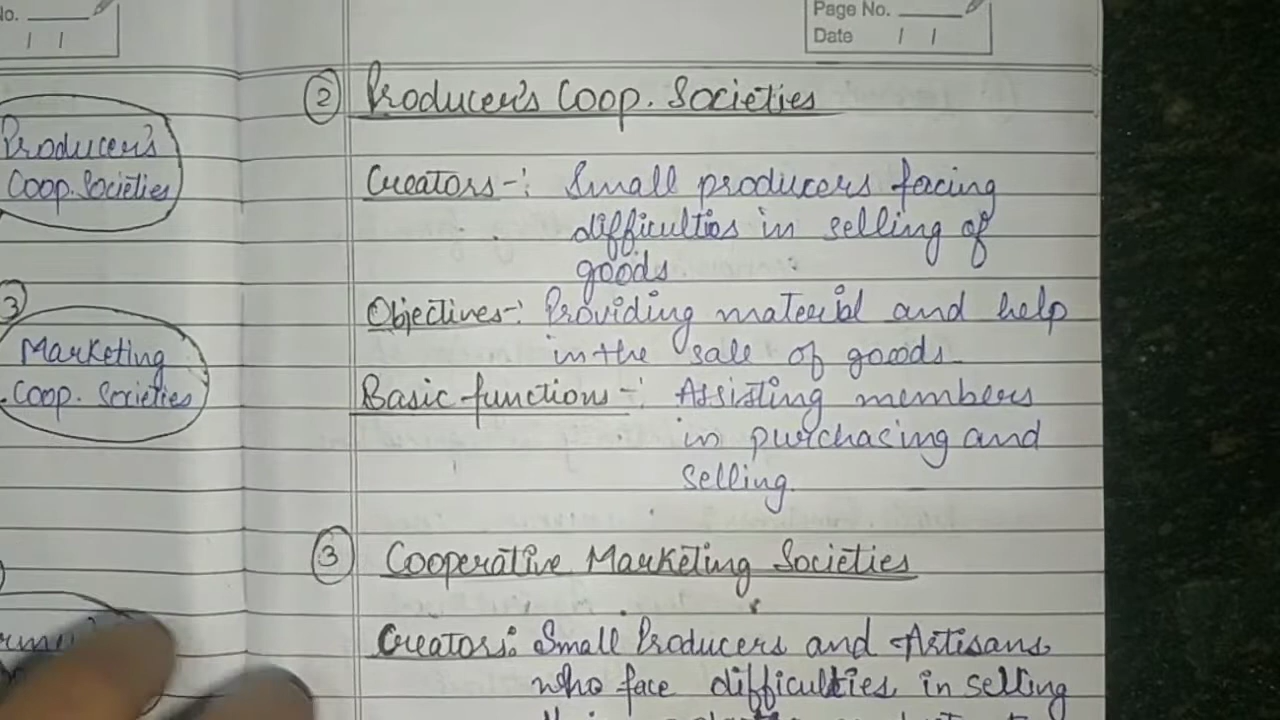 No.
Page No.
Date
Producer's
Coop. Societies
3
Marketing
Coop. Societies
2 Producer's Coop. Societies
Creators-: Small producers facing
difficulties in selling of
goods
Objectives-: Providing material and help
in the sale of goods
Basic functions-: Assisting members
in purchasing and
selling.
3 Cooperative Marketing Societies
Creators: Small Producers and Artisans
who face difficulties in selling